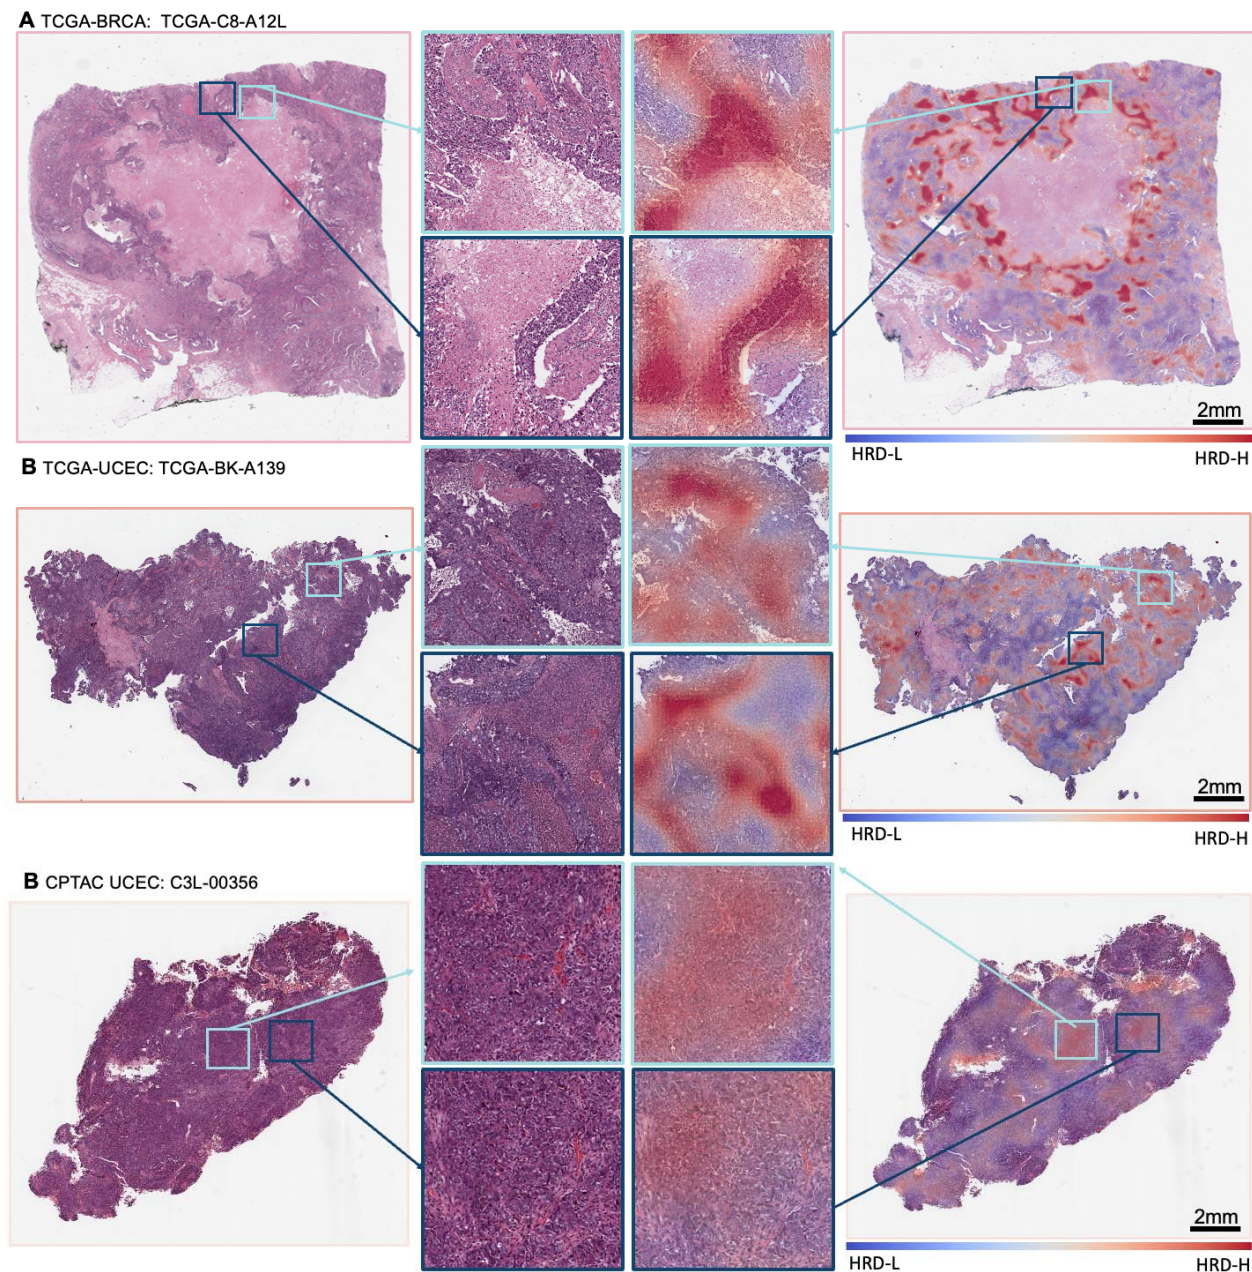 A TCGA-BRCA: TCGA-C8-A12L
2mm
HRD-L HRD-H
B TCGA-UCEC: TCGA-BK-A139
2mm
HRD-L HRD-H
B CPTAC UCEC: C3L-00356
2mm
HRD-L HRD-H